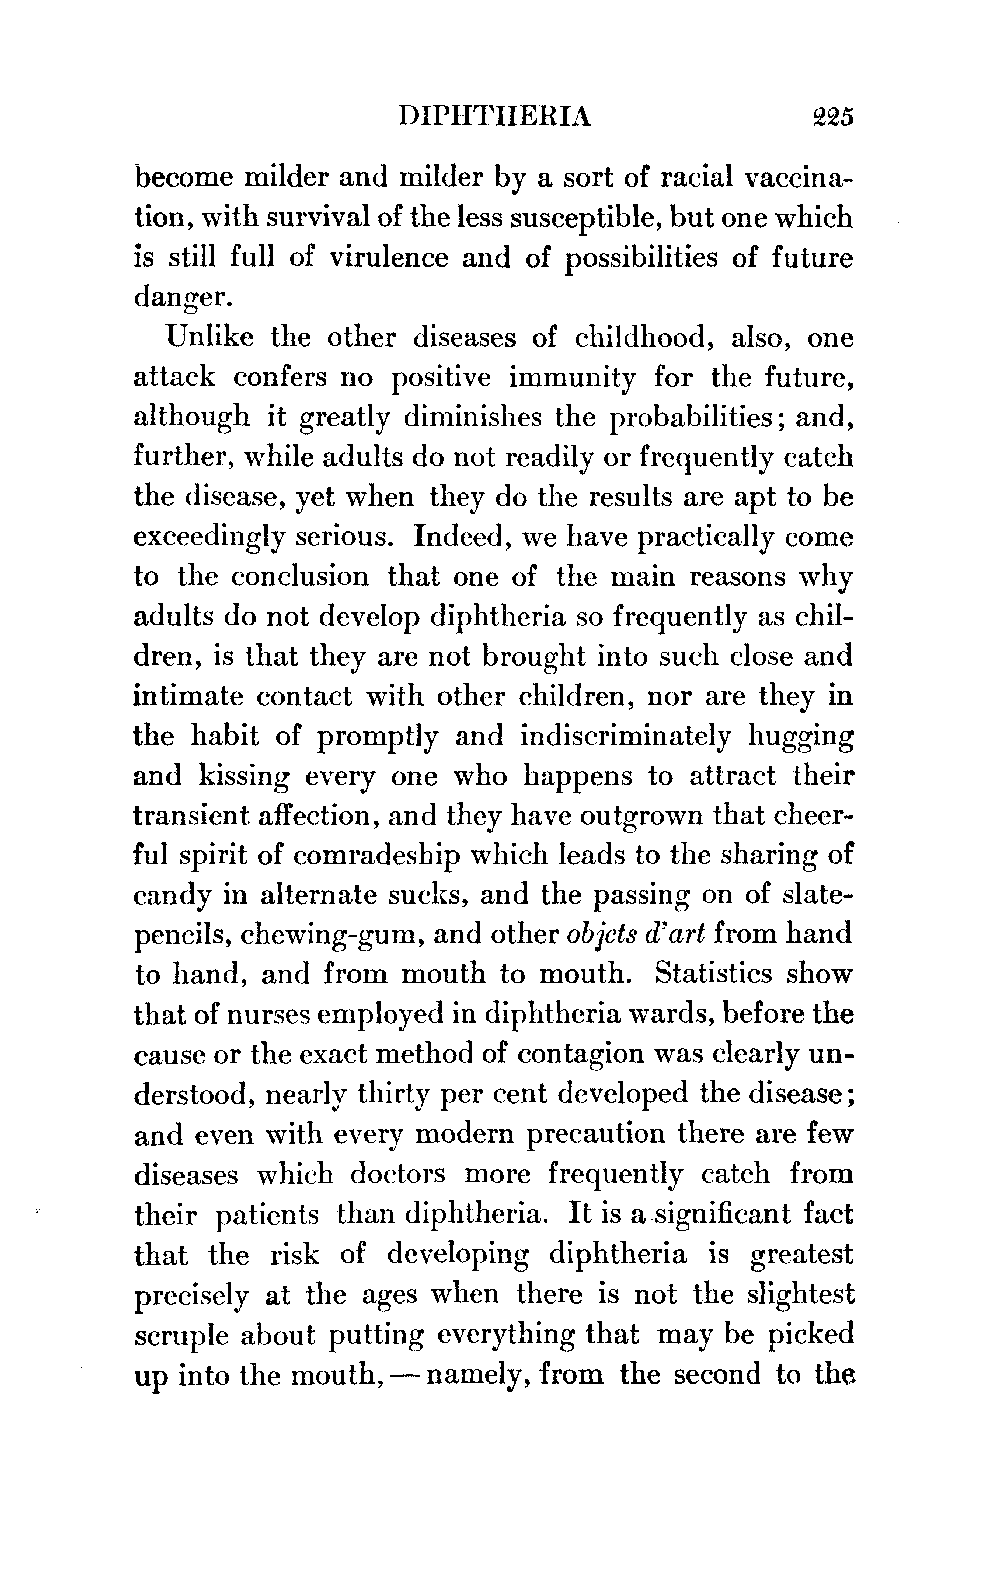 DIPHTHERIA 225
become milder and milder by a sort of racial vaccina-
tion, with survival of the less susceptible, but one which
is still full of virulence and of possibilities of future
danger.
Unlike the other diseases of childhood, also, one
attack confers no positive immunity for the future,
although it greatly diminishes the probabilities; and,
further, while adults do not readily or frequently catch
the disease, yet when they do the results are apt to be
exceedingly serious. Indeed, we have practically come
to the conclusion that one of the main reasons why
adults do not develop diphtheria so frequently as chil-
dren, is that they are not brought into such close and
intimate contact with other children, nor are they in
the habit of promptly and indiscriminately hugging
and kissing every one who happens to attract their
transient affection, and they have outgrown that cheer-
ful spirit of comradeship which leads to the sharing of
candy in alternate sucks, and the passing on of slate-
pencils, chewing-gum, and other objets d'art from hand
to hand, and from mouth to mouth. Statistics show
that of nurses employed in diphtheria wards, before the
cause or the exact method of contagion was clearly un-
derstood, nearly thirty per cent developed the disease;
and even with every modern precaution there are few
diseases which doctors more frequently catch from
their patients than diphtheria. It is a significant fact
that the risk of developing diphtheria is greatest
precisely at the ages when there is not the slightest
scruple about putting everything that may be picked
up into the mouth, — namely, from the second to the